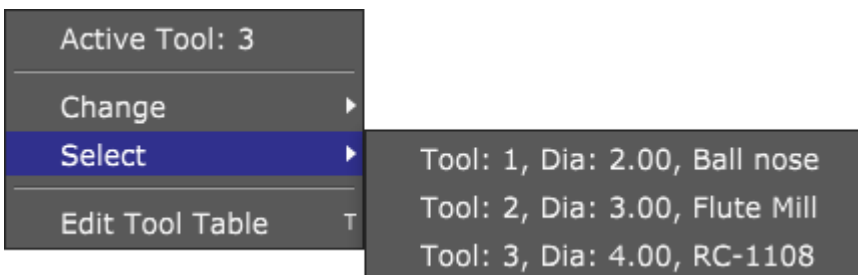 Active Tool: 3
Change
Select
Tool: 1, Dia: 2.00, Ball nose
Tool: 2, Dia: 3.00, Flute Mill
Edit Tool Table T
Tool: 3, Dia: 4.00, RC-1108